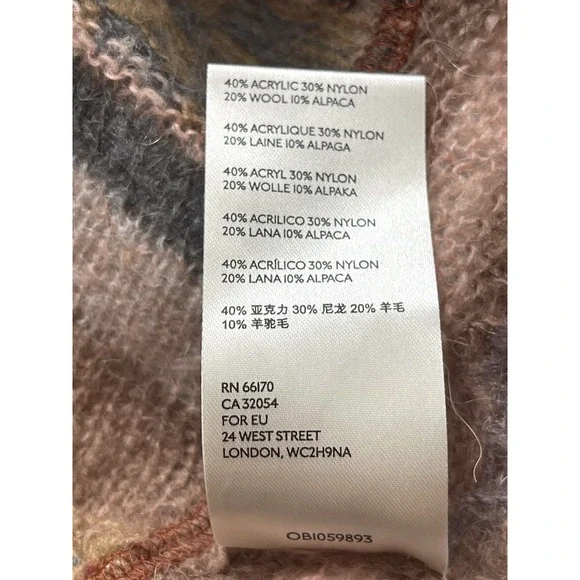 40% ACRYLIC 30% NYLON
20% WOOL 10% ALPACA
40% ACRYLIQUE 30% NYLON
20% LAINE 10% ALPAGA
40% ACRYL 30% NYLON
20% WOLLE 10% ALPAKA
40% ACRILICO 30% NYLON
20% LANA 10% ALPACA
40% ACRÍLICO 30% NYLON
20% LANA 10% ALPACA
40% 亚克力 30% 尼龙 20% 羊毛
10% 羊驼毛
RN 66170
CA 32054
FOR EU
24 WEST STREET
LONDON, WC2H9NA
OB1059893